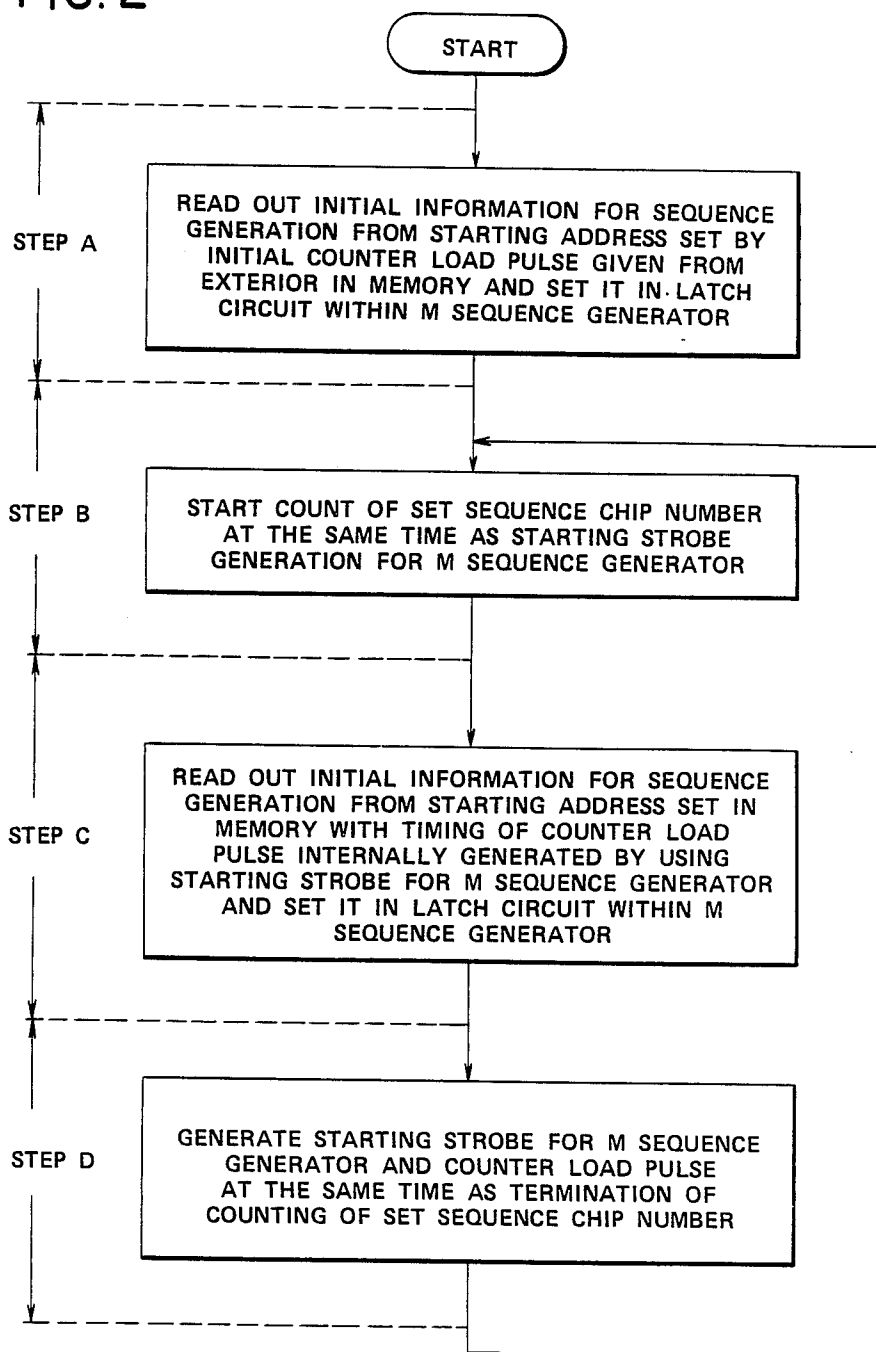 FIG. 2
START
STEP A
READ OUT INITIAL INFORMATION FOR SEQUENCE
GENERATION FROM STARTING ADDRESS SET BY
INITIAL COUNTER LOAD PULSE GIVEN FROM
EXTERIOR IN MEMORY AND SET IT IN LATCH
CIRCUIT WITHIN M SEQUENCE GENERATOR
STEP B
START COUNT OF SET SEQUENCE CHIP NUMBER
AT THE SAME TIME AS STARTING STROBE
GENERATION FOR M SEQUENCE GENERATOR
STEP C
READ OUT INITIAL INFORMATION FOR SEQUENCE
GENERATION FROM STARTING ADDRESS SET IN
MEMORY WITH TIMING OF COUNTER LOAD
PULSE INTERNALLY GENERATED BY USING
STARTING STROBE FOR M SEQUENCE GENERATOR
AND SET IT IN LATCH CIRCUIT WITHIN M
SEQUENCE GENERATOR
STEP D
GENERATE STARTING STROBE FOR M SEQUENCE
GENERATOR AND COUNTER LOAD PULSE
AT THE SAME TIME AS TERMINATION OF
COUNTING OF SET SEQUENCE CHIP NUMBER